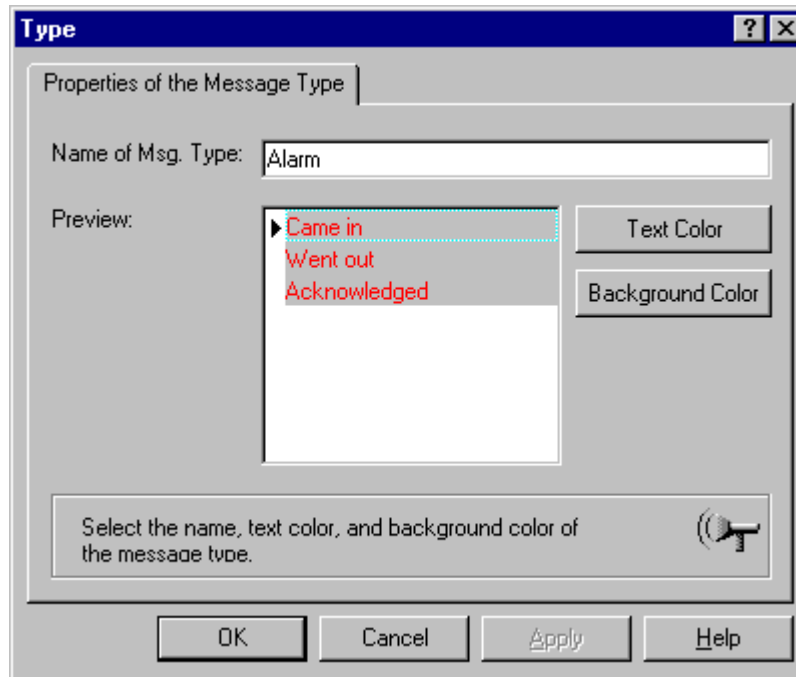 Type
Properties of the Message Type
Name of Msg. Type: Alarm
Preview:
Came in
Went out
Acknowledged
Text Color
Background Color
Select the name, text color, and background color of
the message type.
OK Cancel Apply Help